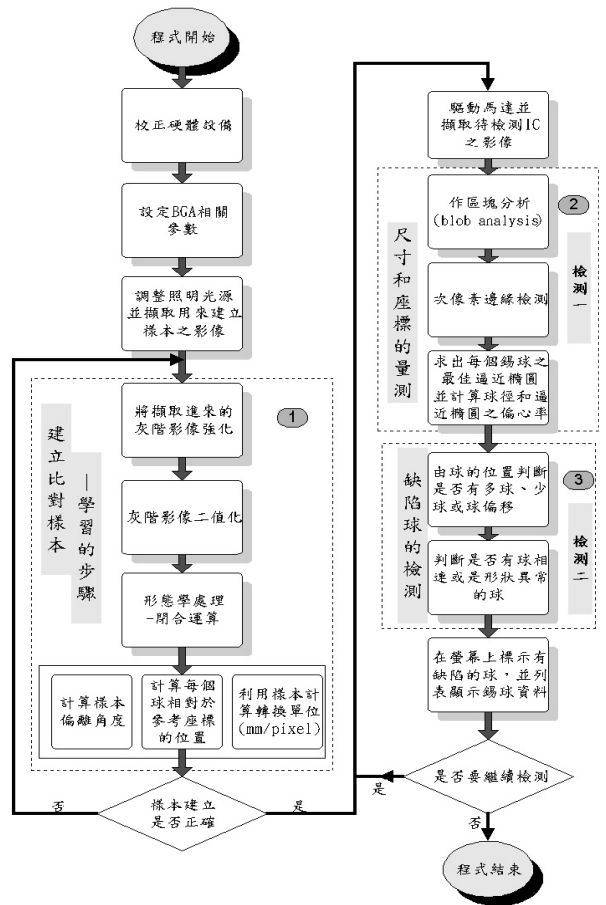 程式開始
校正硬體設備
設定BGA相關
參數
調整照明光源
並擷取用來建立
樣本之影像
1
建立比對樣本
—學習的步驟
將擷取進來的
灰階影像強化
灰階影像二值化
形態學處理
-閉合運算
計算樣本
偏離角度
計算每個
球相對於
參考座標
的位置
利用樣本計
算轉換單位
(mm/pixel)
樣本建立
是否正確
否
是
驅動馬達並
擷取待檢測IC
之影像
2
尺寸和座標的量測
檢測一
作區塊分析
(blob analysis)
次像素邊緣檢測
求出每個錫球之
最佳逼近橢圓
並計算球徑和逼
近橢圓之偏心率
3
缺陷球的檢測
檢測二
由球的位置判斷
是否有多球、少
球或球偏移
判斷是否有球相
連或是形狀異常
的球
在螢幕上標示有
缺陷的球，並列
表顯示錫球資料
是否要繼續檢測
是
否
程式結束